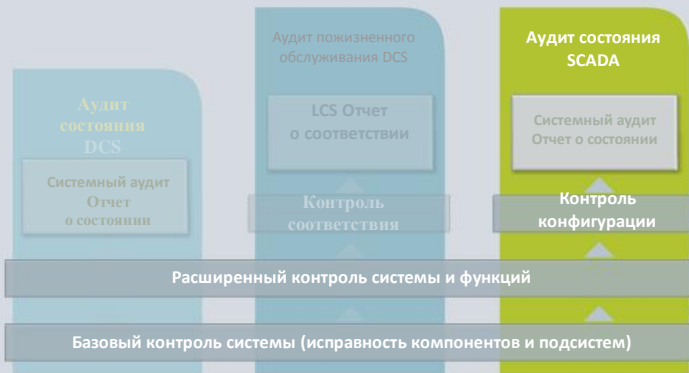 Аудит
состояния
DCS
Системный аудит
Отчет
о состоянии
Аудит пожизненного
обслуживания DCS
LCS Отчет
о соответствии
Контроль
соответствия
Аудит состояния
SCADA
Системный аудит
Отчет о состоянии
Контроль
конфигурации
Расширенный контроль системы и функций
Базовый контроль системы (исправность компонентов и подсистем)